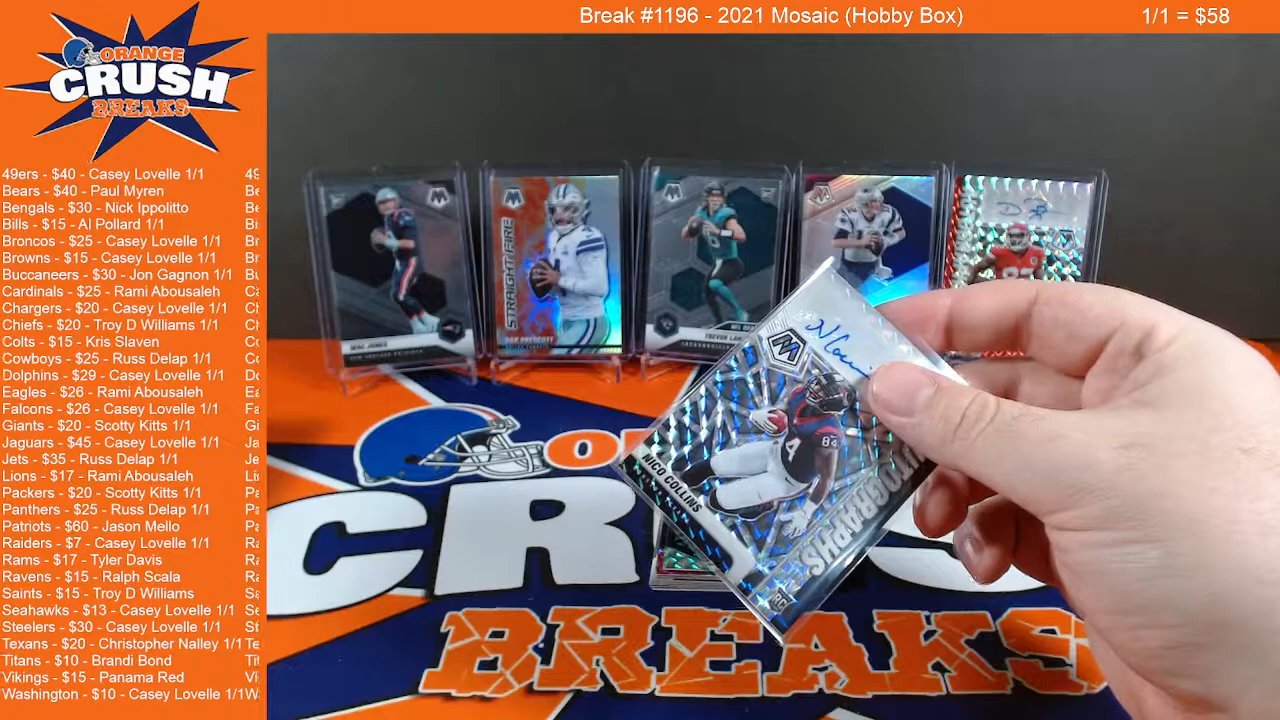 Break #1196 - 2021 Mosaic (Hobby Box)
1/1 = $58
ORANGE
CRUSH
BREAKS
49ers - $40 - Casey Lovelle 1/1
Bears - $40 - Paul Myren
Bengals - $30 - Nick Ippolitto
Bills - $15 - Al Pollard 1/1
Broncos - $25 - Casey Lovelle 1/1
Browns - $15 - Casey Lovelle 1/1
Buccaneers - $30 - Jon Gagnon 1/1
Cardinals - $25 - Rami Abousaleh
Chargers - $20 - Casey Lovelle 1/1
Chiefs - $20 - Troy D Williams 1/1
Colts - $15 - Kris Slaven
Cowboys - $25 - Russ Delap 1/1
Dolphins - $29 - Casey Lovelle 1/1
Eagles - $26 - Rami Abousaleh
Falcons - $26 - Casey Lovelle 1/1
Giants - $20 - Scotty Kitts 1/1
Jaguars - $45 - Casey Lovelle 1/1
Jets - $35 - Russ Delap 1/1
Lions - $17 - Rami Abousaleh
Packers - $20 - Scotty Kitts 1/1
Panthers - $25 - Russ Delap 1/1
Patriots - $60 - Jason Mello
Raiders - $7 - Casey Lovelle 1/1
Rams - $17 - Tyler Davis
Ravens - $15 - Ralph Scala
Saints - $15 - Troy D Williams
Seahawks - $13 - Casey Lovelle 1/1
Steelers - $30 - Casey Lovelle 1/1
Texans - $20 - Christopher Nalley 1/1
Titans - $10 - Brandi Bond
Vikings - $15 - Panama Red
Washington - $10 - Casey Lovelle 1/1
MAC JONES
STRAIGHT FIRE
DAK PRESCOTT
NICO COLLINS
84
RC
CR
BREAKS